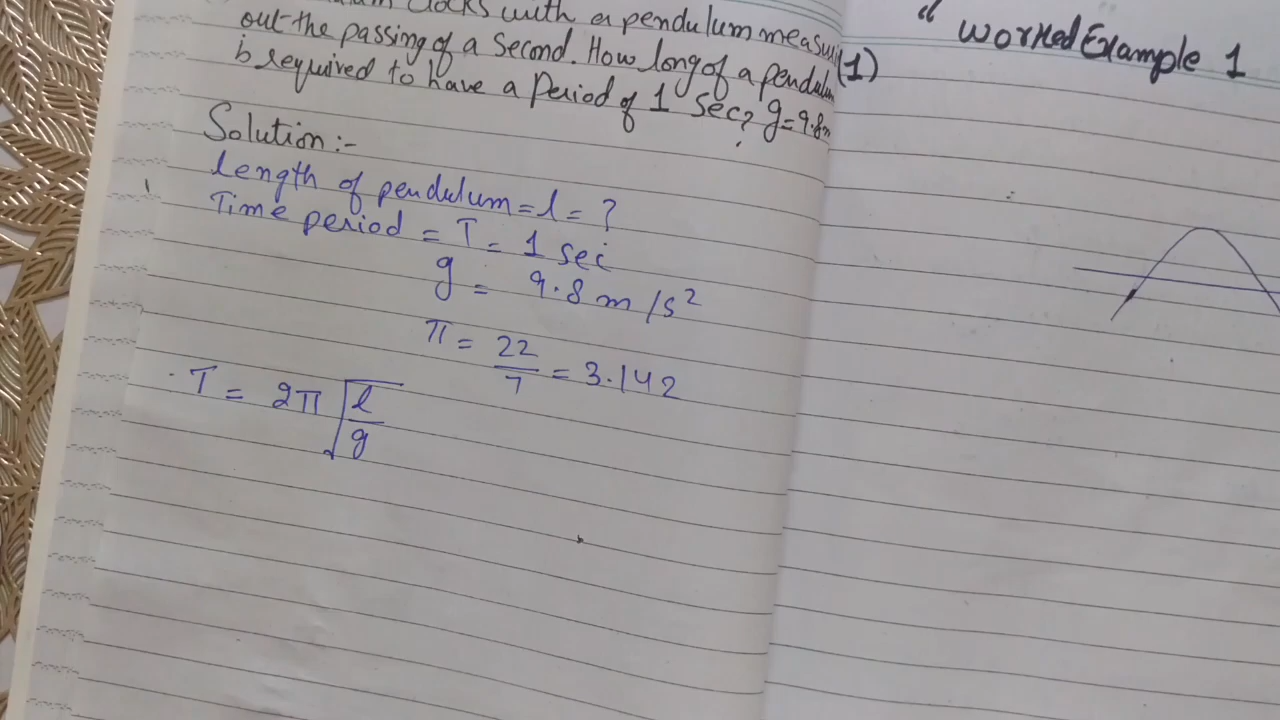 clocks with a pendulum measu
out the passing of a second. How long of a pendulum
is required to have a Period of 1 sec? g=9.8m
Solution:-
length of pendulum = l = ?
Time period = T = 1 sec
g = 9.8 m/s²
π = 22/7 = 3.142
T = 2π √(l/g)
(1)
" Worked Example 1